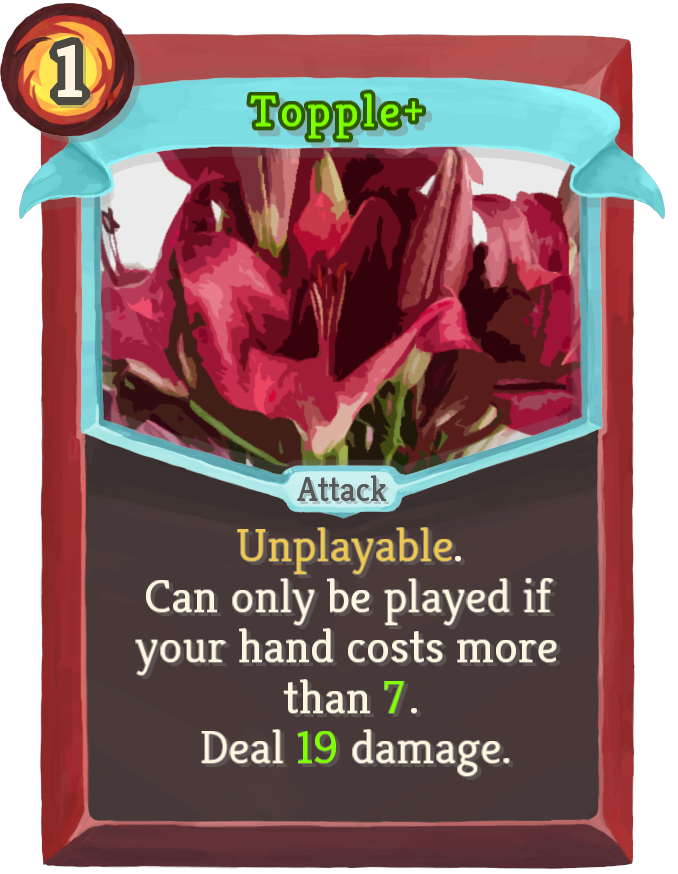 1
Topple+
Attack
Unplayable.
Can only be played if
your hand costs more
than 7.
Deal 19 damage.